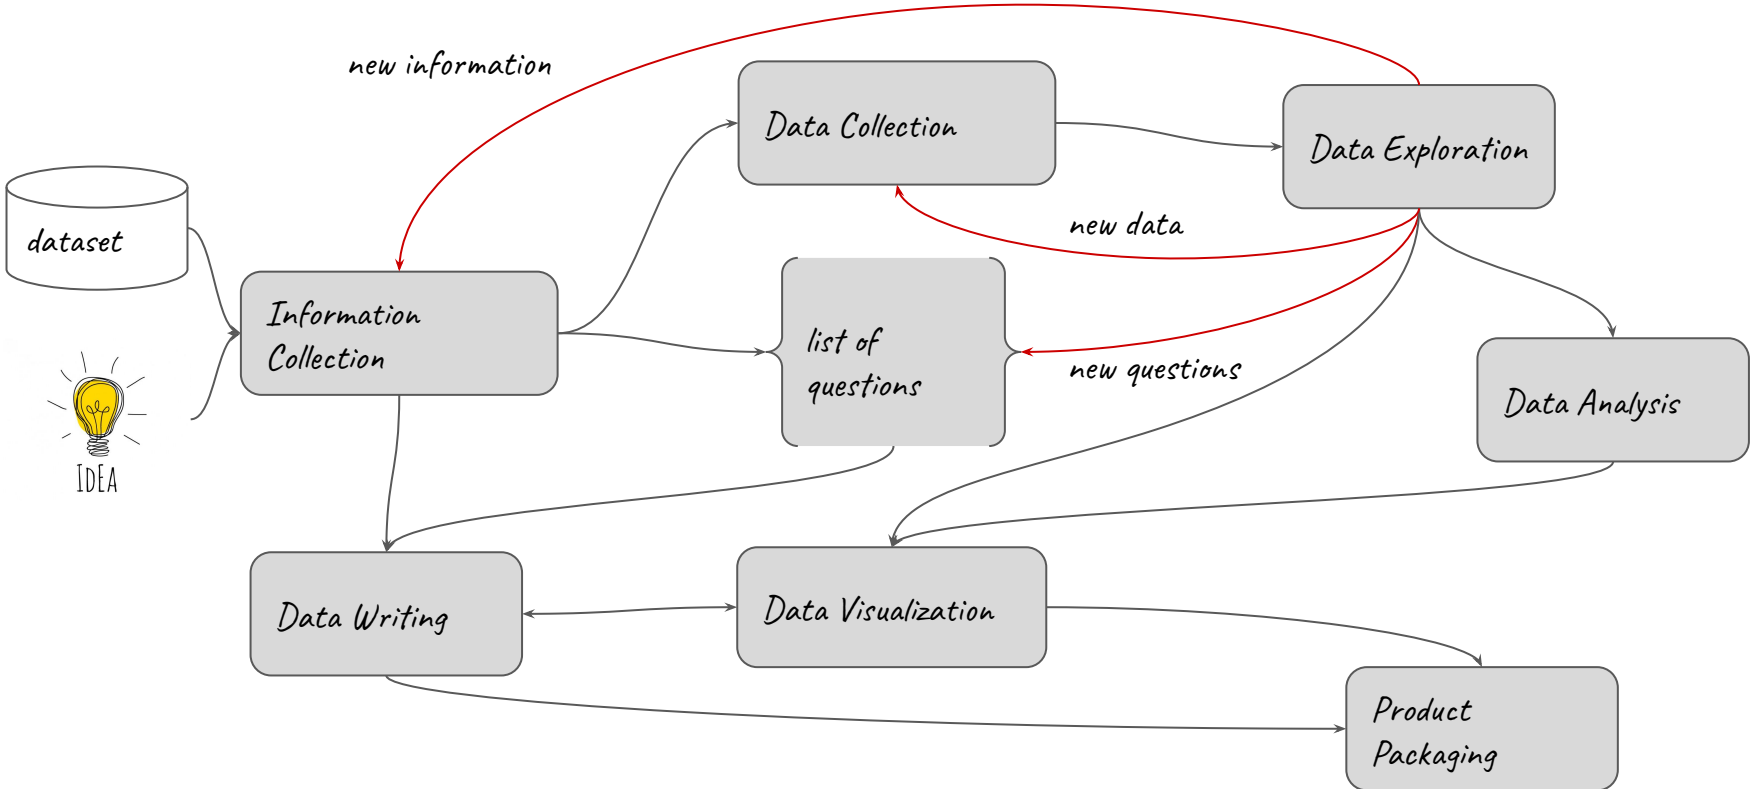 new information
Data Collection
Data Exploration
dataset
new data
Information
Collection
list of
questions
new questions
Data Analysis
IdEa
Data Writing
Data Visualization
Product
Packaging